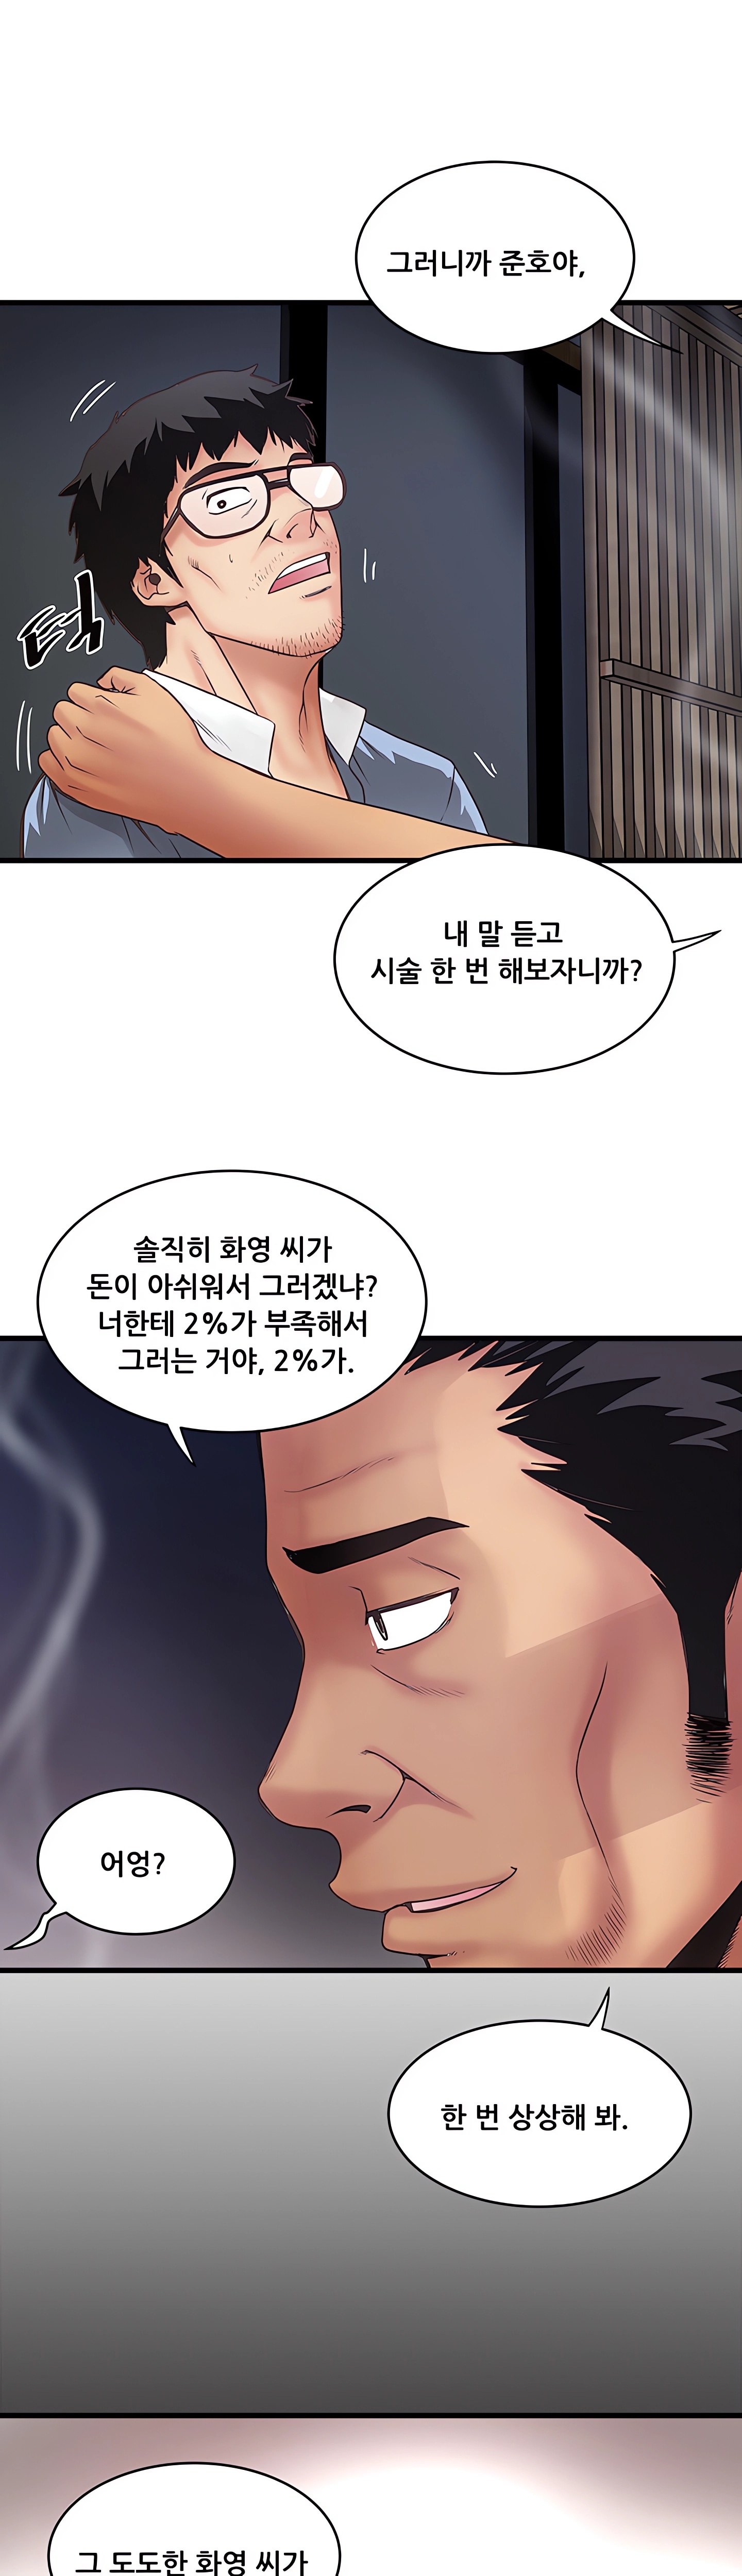 그러니까 준호야,
턱
내 말 듣고
시술 한 번 해보자니까?
솔직히 화영 씨가
돈이 아쉬워서 그러겠냐?
너한테 2%가 부족해서
그러는 거야, 2%가.
어엉?
한 번 상상해 봐.
그 도도한 화영 씨가